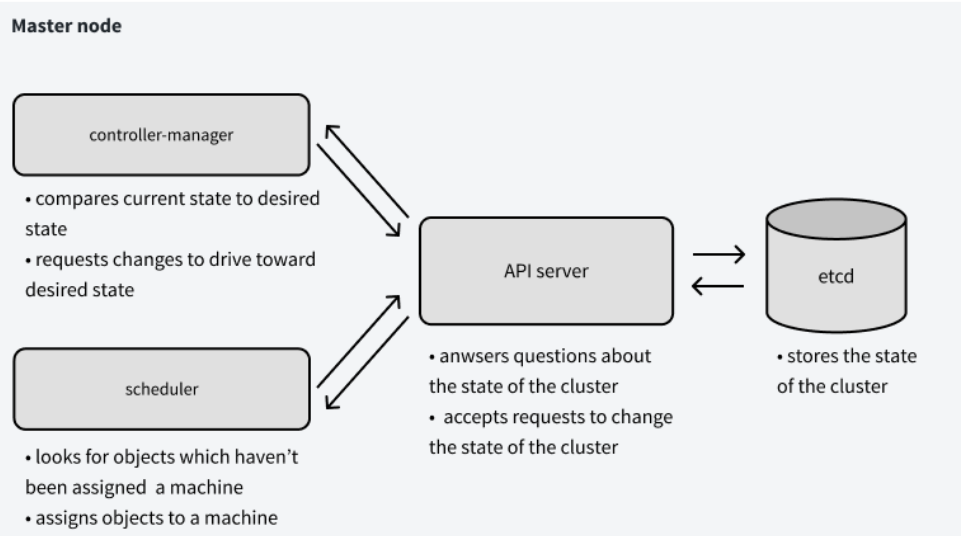 Master node
controller-manager
• compares current state to desired
state
• requests changes to drive toward
desired state
scheduler
• looks for objects which haven’t
been assigned  a machine
• assigns objects to a machine
API server
• anwsers questions about
the state of the cluster
•  accepts requests to change
the state of the cluster
etcd
• stores the state
of the cluster